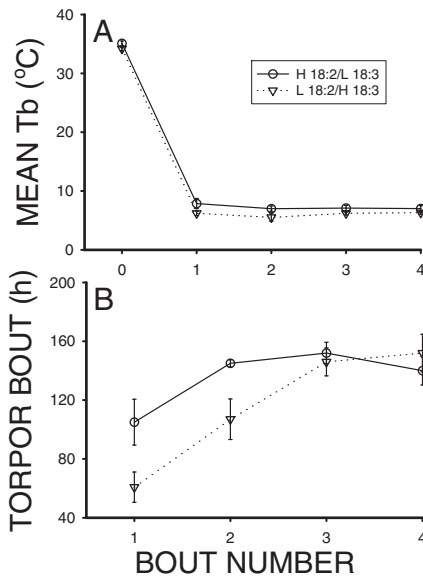 A
MEAN Tb (°C)
40
30
20
10
0
H 18:2/L 18:3
L 18:2/H 18:3
0 1 2 3 4
B
TORPOR BOUT (h)
200
160
120
80
40
1 2 3 4
BOUT NUMBER